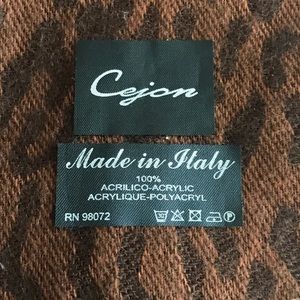 Cejon
Made in Italy
100%
ACRILICO-ACRYLIC
ACRYLIQUE-POLYACRYL
RN 98072